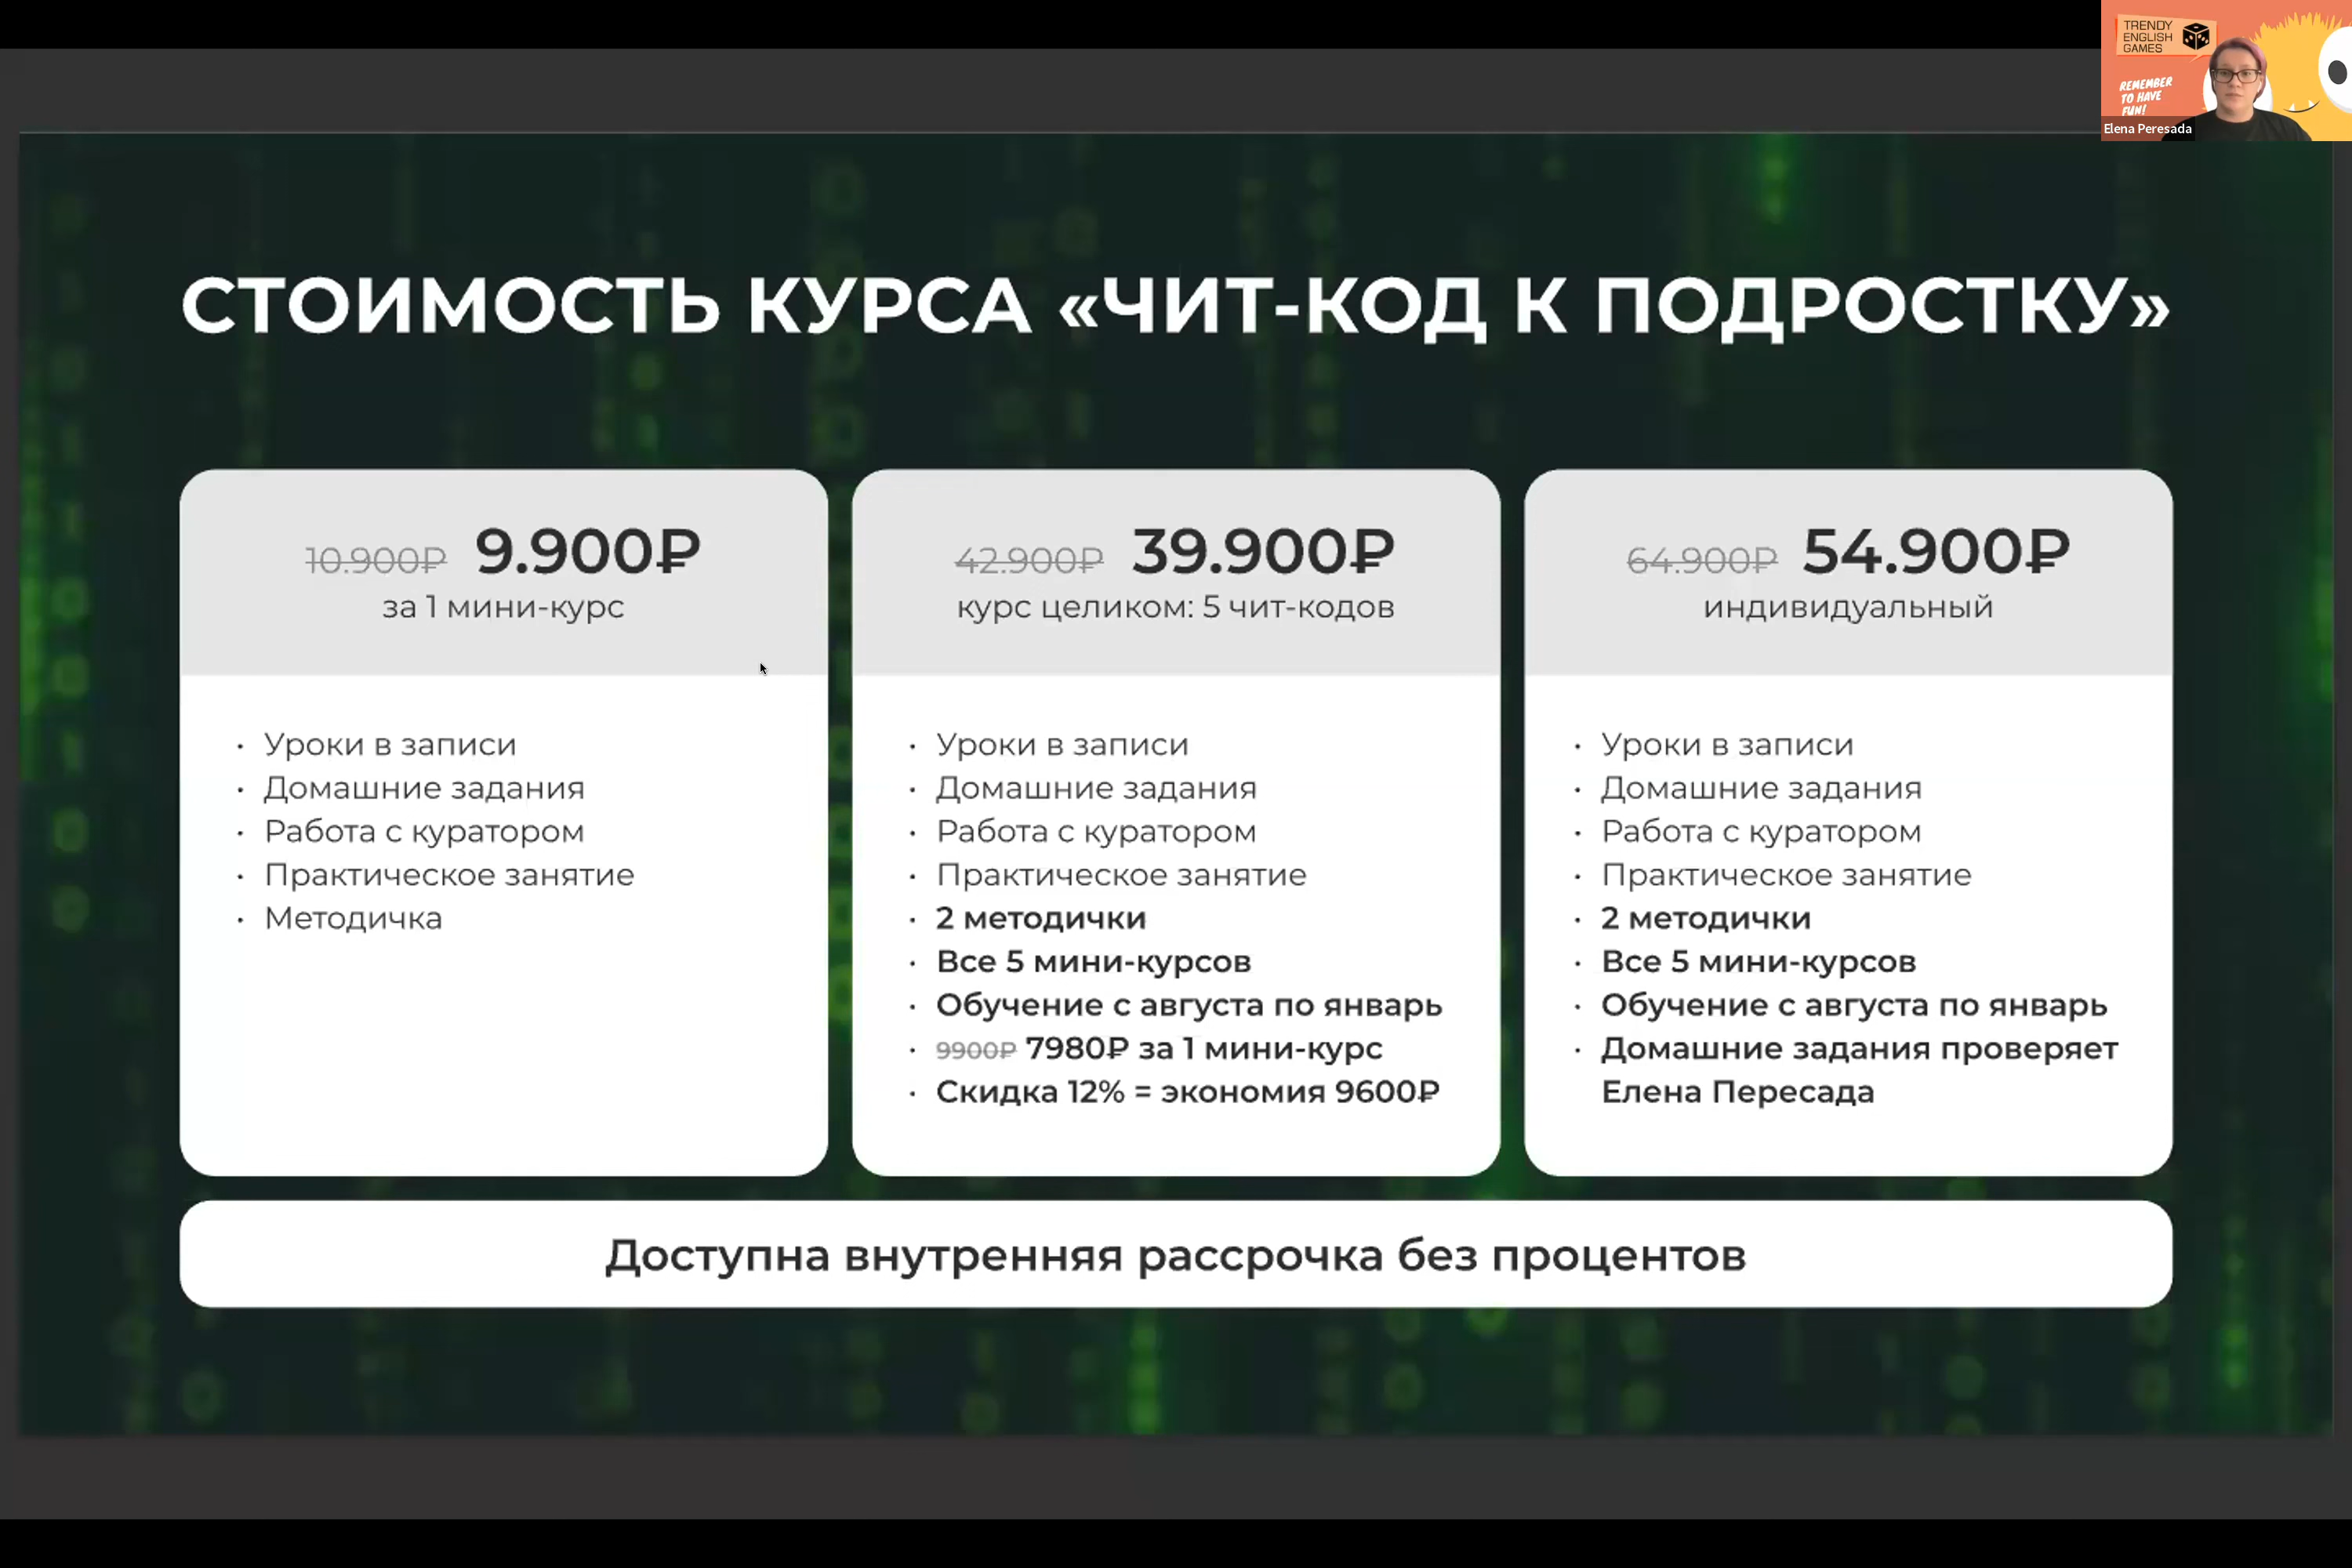 TRENDY
ENGLISH
GAMES
REMEMBER
TO HAVE
FUN!
Elena Peresada
СТОИМОСТЬ КУРСА «ЧИТ-КОД К ПОДРОСТКУ»
10.900₽ 9.900₽
за 1 мини-курс
· Уроки в записи
· Домашние задания
· Работа с куратором
· Практическое занятие
· Методичка
42.900₽ 39.900₽
курс целиком: 5 чит-кодов
· Уроки в записи
· Домашние задания
· Работа с куратором
· Практическое занятие
· 2 методички
· Все 5 мини-курсов
· Обучение с августа по январь
· 9900₽ 7980₽ за 1 мини-курс
· Скидка 12% = экономия 9600₽
64.900₽ 54.900₽
индивидуальный
· Уроки в записи
· Домашние задания
· Работа с куратором
· Практическое занятие
· 2 методички
· Все 5 мини-курсов
· Обучение с августа по январь
· Домашние задания проверяет
Елена Пересада
Доступна внутренняя рассрочка без процентов